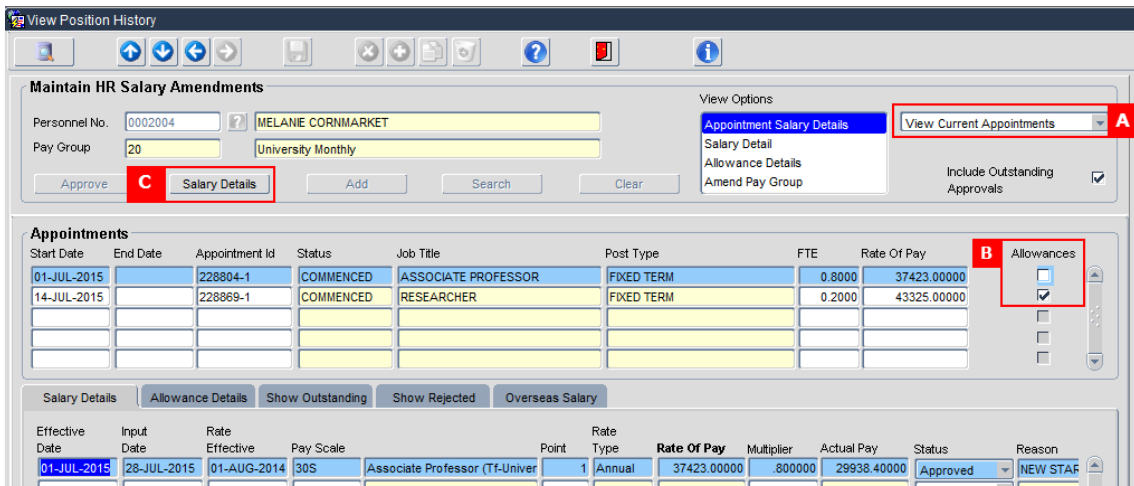 View Position History
Maintain HR Salary Amendments
View Options
Personnel No. 0002004 ? MELANIE CORNMARKET
Appointment Salary Details
View Current Appointments
A
Pay Group 20 University Monthly
Salary Detail
Allowance Details
Amend Pay Group
Include Outstanding
Approvals
Approve C Salary Details Add Search Clear
Appointments
Start Date End Date Appointment Id Status Job Title Post Type FTE Rate Of Pay B Allowances
01-JUL-2015 228804-1 COMMENCED ASSOCIATE PROFESSOR FIXED TERM 0.8000 37423.00000
14-JUL-2015 228869-1 COMMENCED RESEARCHER FIXED TERM 0.2000 43325.00000
Salary Details Allowance Details Show Outstanding Show Rejected Overseas Salary
Effective Input Rate Rate
Date Date Effective Pay Scale Point Type Rate Of Pay Multiplier Actual Pay Status Reason
01-JUL-2015 28-JUL-2015 01-AUG-2014 30S Associate Professor (Tf-Univer 1 Annual 37423.00000 .800000 29938.40000 Approved NEW STAR